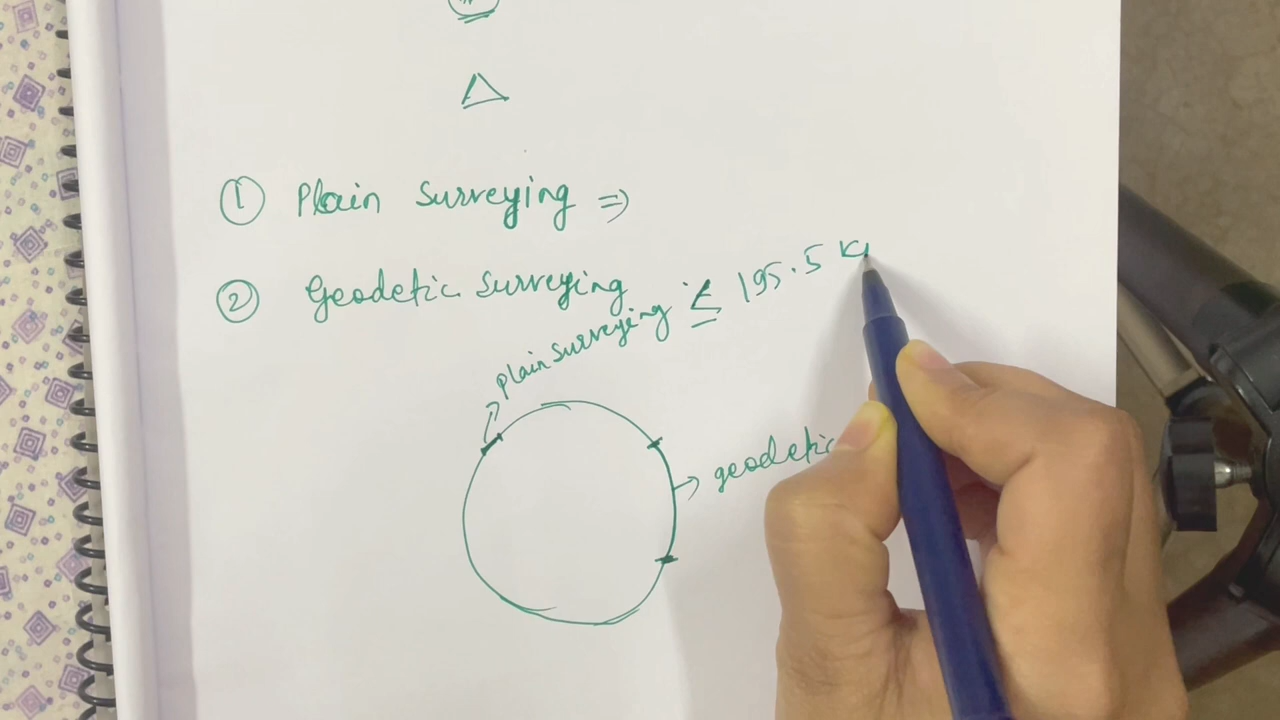 ① Plain Surveying ⇒
② Geodetic Surveying
plain surveying ≤ 195.5 K
→ geodetic